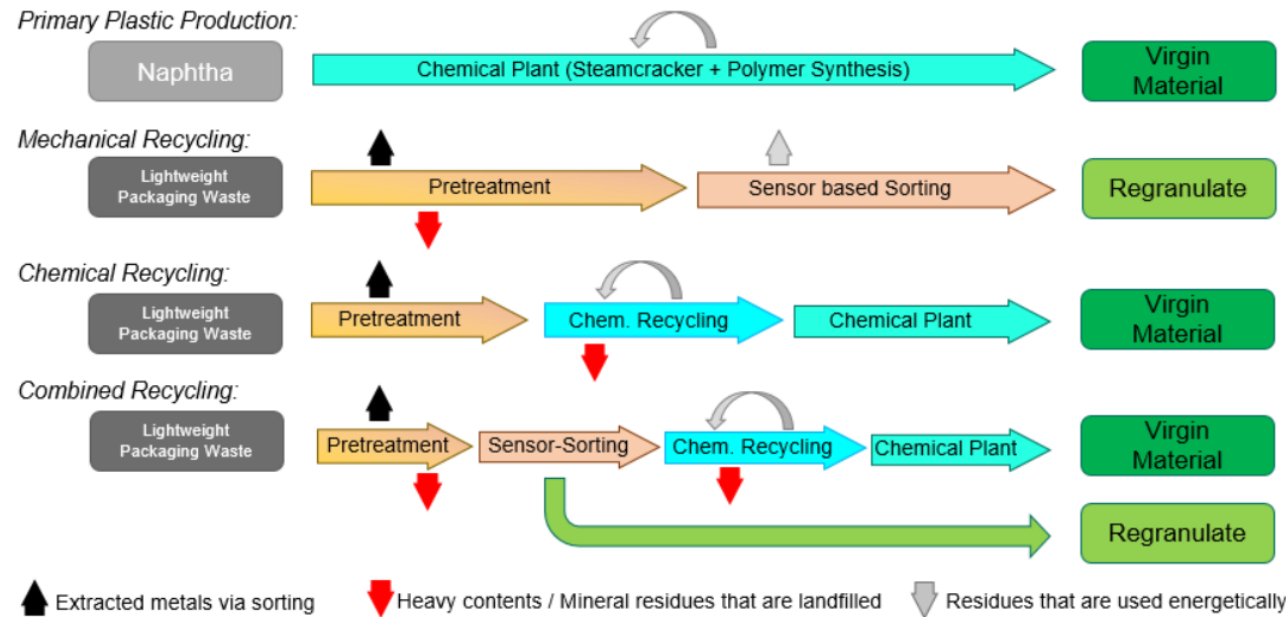 Primary Plastic Production:
Naphtha
Chemical Plant (Steamcracker + Polymer Synthesis)
Virgin
Material
Mechanical Recycling:
Lightweight
Packaging Waste
Pretreatment
Sensor based Sorting
Regranulate
Chemical Recycling:
Lightweight
Packaging Waste
Pretreatment
Chem. Recycling
Chemical Plant
Virgin
Material
Combined Recycling:
Lightweight
Packaging Waste
Pretreatment
Sensor-Sorting
Chem. Recycling
Chemical Plant
Virgin
Material
Regranulate
Extracted metals via sorting
Heavy contents / Mineral residues that are landfilled
Residues that are used energetically